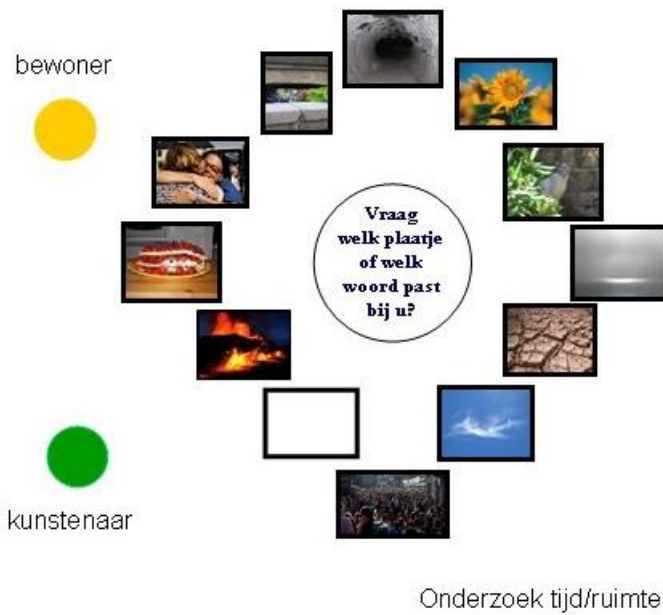 bewoner
Vraag
welk plaatje
of welk
woord past
bij u?
kunstenaar
Onderzoek tijd/ruimte